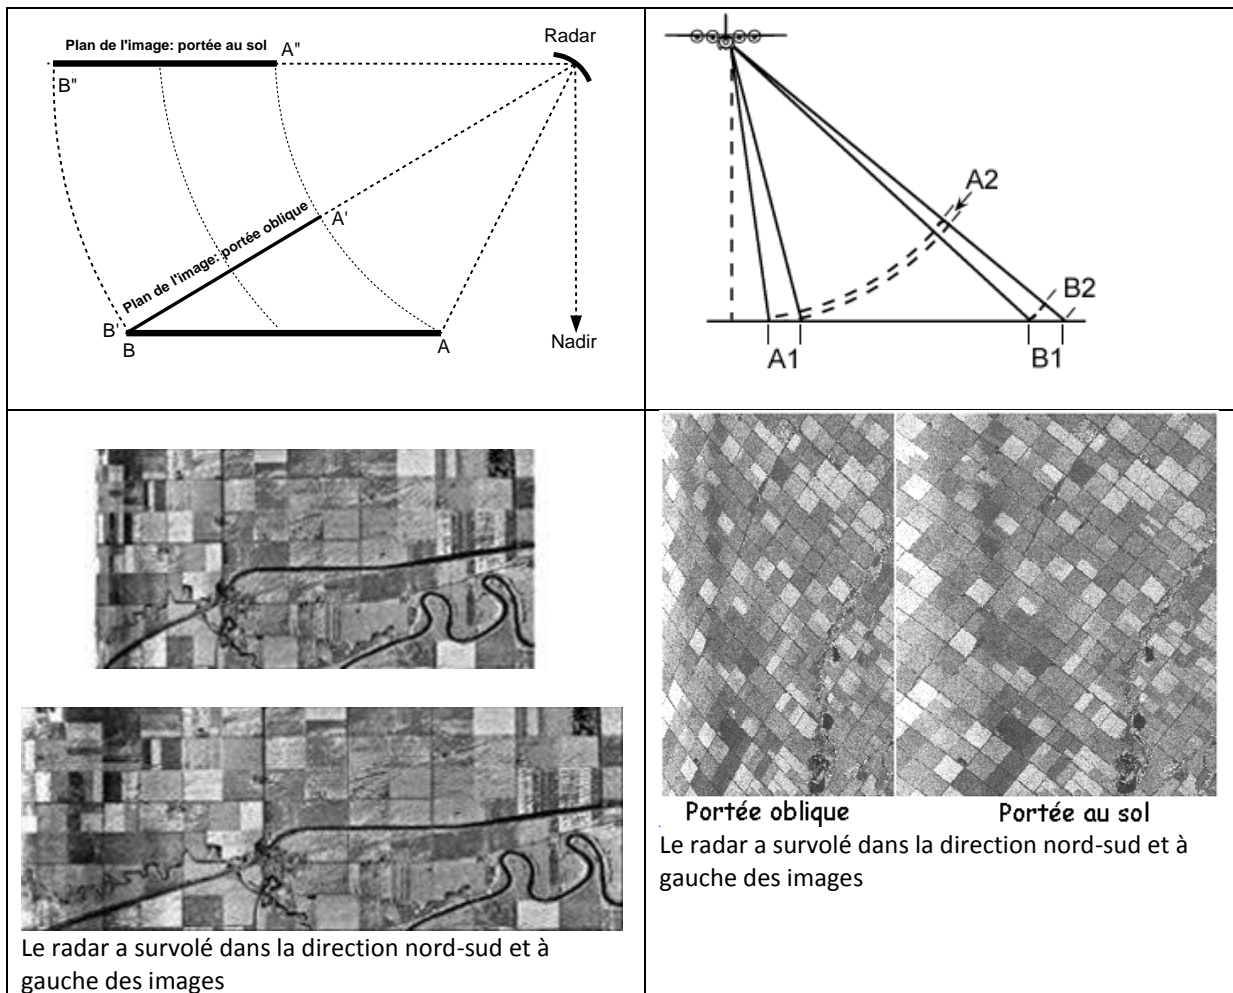 Plan de l'image: portée au sol
A"
Radar
B"
A'
Plan de l'image: portée oblique
B'
B
A
Nadir
A2
B2
A1
B1
Le radar a survolé dans la direction nord-sud et à
gauche des images
Portée oblique
Portée au sol
Le radar a survolé dans la direction nord-sud et à
gauche des images